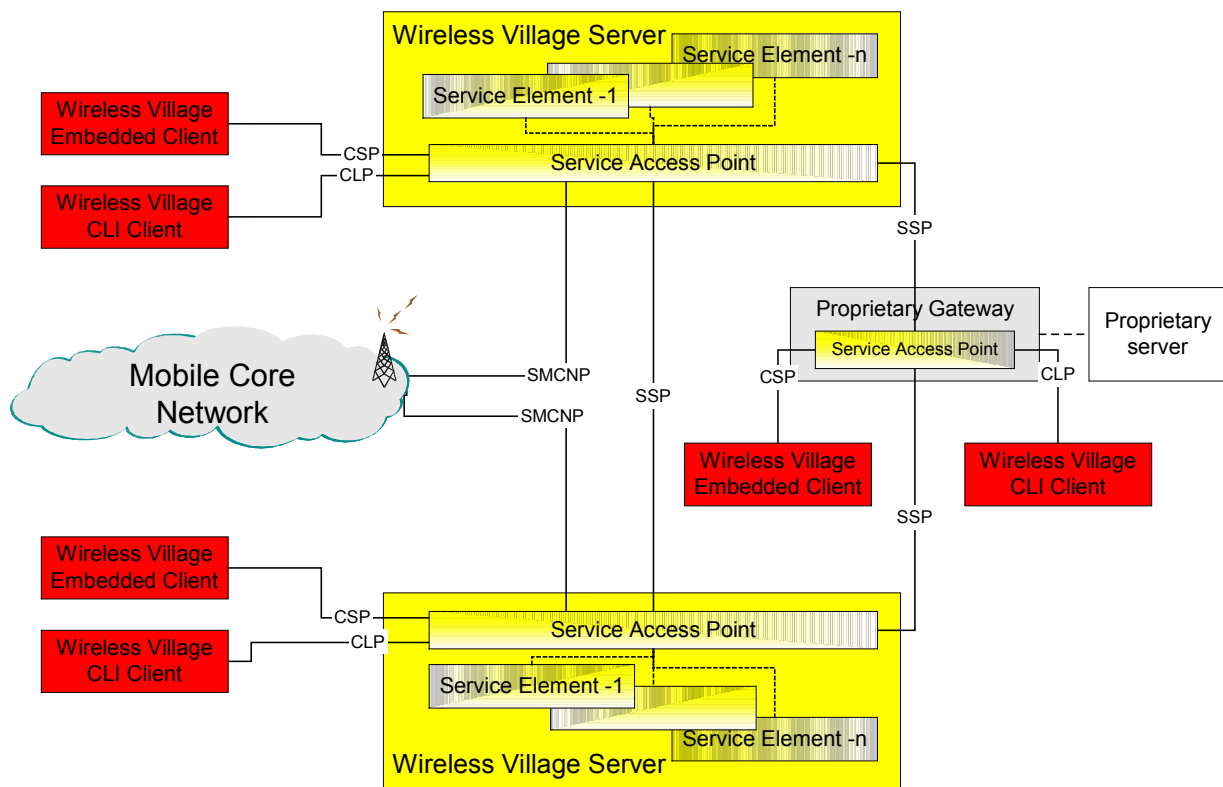 Wireless Village Server
Service Element -n
Service Element -1
Wireless Village
Embedded Client
CSP
Service Access Point
CLP
Wireless Village
CLI Client
SSP
Proprietary Gateway
Service Access Point
Proprietary
server
CSP
CLP
Mobile Core
Network
SMCNP
SMCNP
SSP
Wireless Village
Embedded Client
Wireless Village
CLI Client
SSP
Wireless Village
Embedded Client
CSP
Service Access Point
CLP
Wireless Village
CLI Client
Service Element -1
Service Element -n
Wireless Village Server